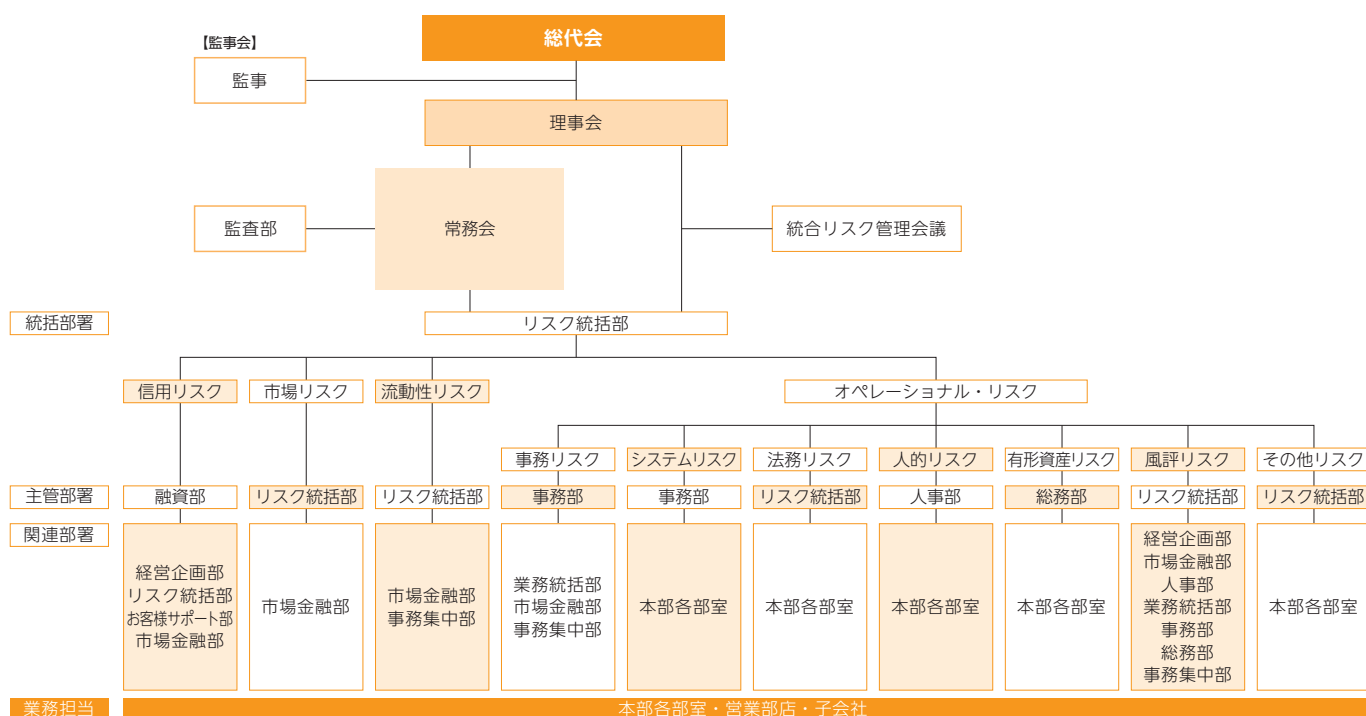 総代会
【監事会】
監事
理事会
監査部
常務会
統合リスク管理会議
統括部署
リスク統括部
信用リスク
市場リスク
流動性リスク
オペレーショナル・リスク
事務リスク
システムリスク
法務リスク
人的リスク
有形資産リスク
風評リスク
その他リスク
主管部署
融資部
リスク統括部
リスク統括部
事務部
事務部
リスク統括部
人事部
総務部
リスク統括部
リスク統括部
関連部署
経営企画部
リスク統括部
お客様サポート部
市場金融部
市場金融部
市場金融部
事務集中部
業務統括部
市場金融部
事務集中部
本部各部室
本部各部室
本部各部室
本部各部室
経営企画部
市場金融部
人事部
業務統括部
事務部
総務部
事務集中部
本部各部室
業務担当
本部各部室・営業部店・子会社